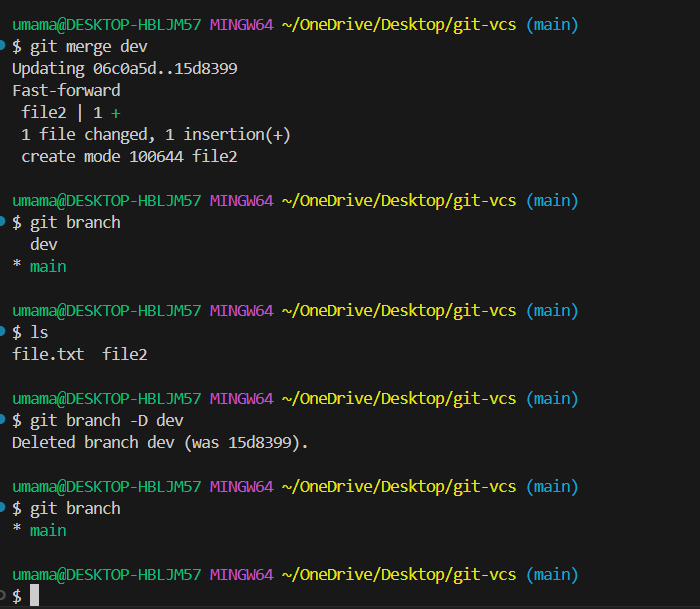 umama@DESKTOP-HBLJM57 MINGW64 ~/OneDrive/Desktop/git-vcs (main)
$ git merge dev
Updating 06c0a5d..15d8399
Fast-forward
 file2 | 1 +
 1 file changed, 1 insertion(+)
 create mode 100644 file2

umama@DESKTOP-HBLJM57 MINGW64 ~/OneDrive/Desktop/git-vcs (main)
$ git branch
  dev
* main

umama@DESKTOP-HBLJM57 MINGW64 ~/OneDrive/Desktop/git-vcs (main)
$ ls
file.txt  file2

umama@DESKTOP-HBLJM57 MINGW64 ~/OneDrive/Desktop/git-vcs (main)
$ git branch -D dev
Deleted branch dev (was 15d8399).

umama@DESKTOP-HBLJM57 MINGW64 ~/OneDrive/Desktop/git-vcs (main)
$ git branch
* main

umama@DESKTOP-HBLJM57 MINGW64 ~/OneDrive/Desktop/git-vcs (main)
$